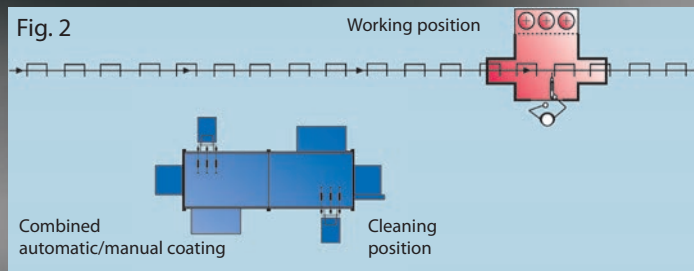 Fig. 2
Working position
Combined
automatic/manual coating
Cleaning
position